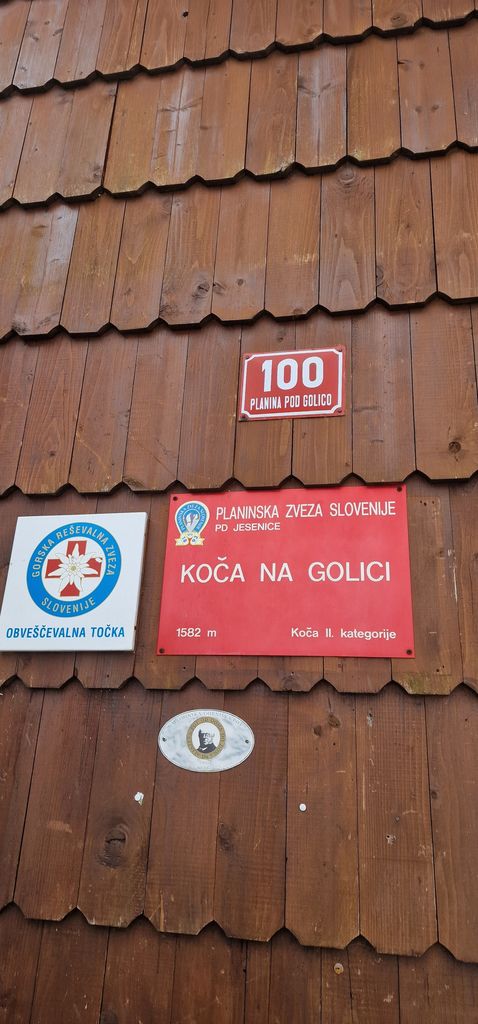 100
PLANINA POD GOLICO
PLANINSKA ZVEZA SLOVENIJE
PD JESENICE
KOČA NA GOLICI
1582 m
Koča II. kategorije
GORSKA REŠEVALNA ZVEZA
SLOVENIJE
OBVEŠČEVALNA TOČKA